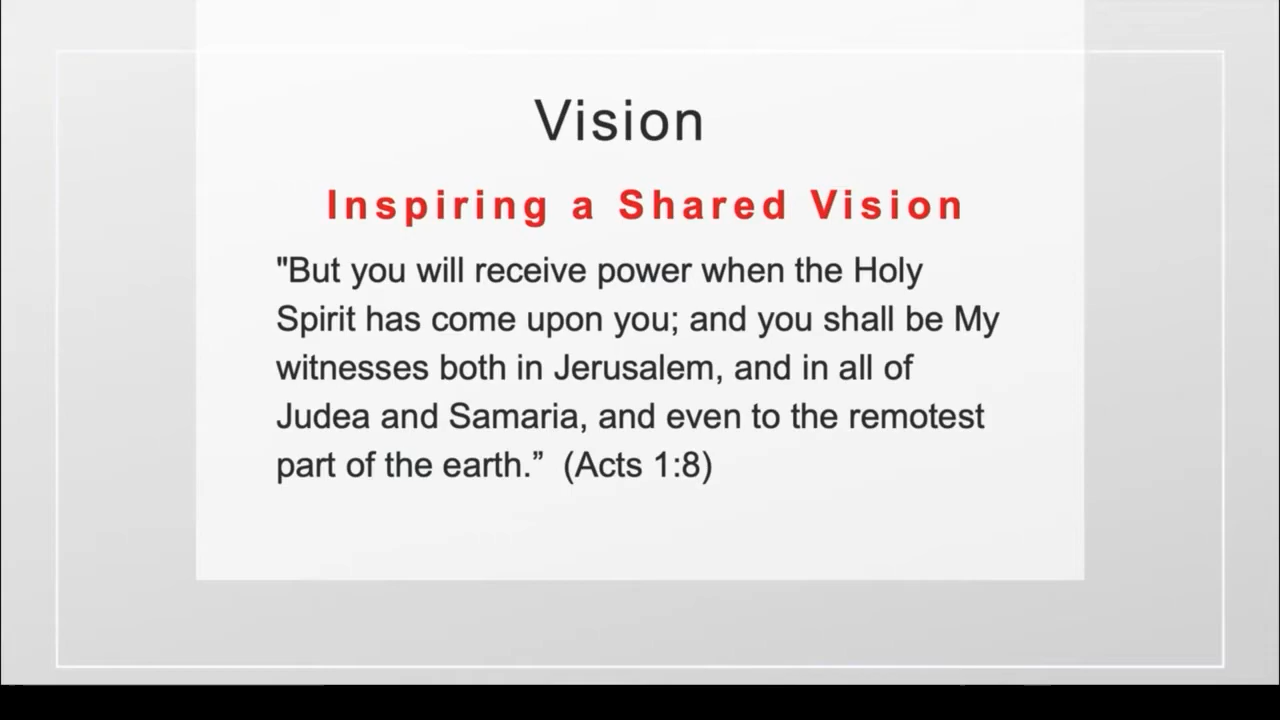 Vision
Inspiring a Shared Vision
"But you will receive power when the Holy
Spirit has come upon you; and you shall be My
witnesses both in Jerusalem, and in all of
Judea and Samaria, and even to the remotest
part of the earth.”  (Acts 1:8)